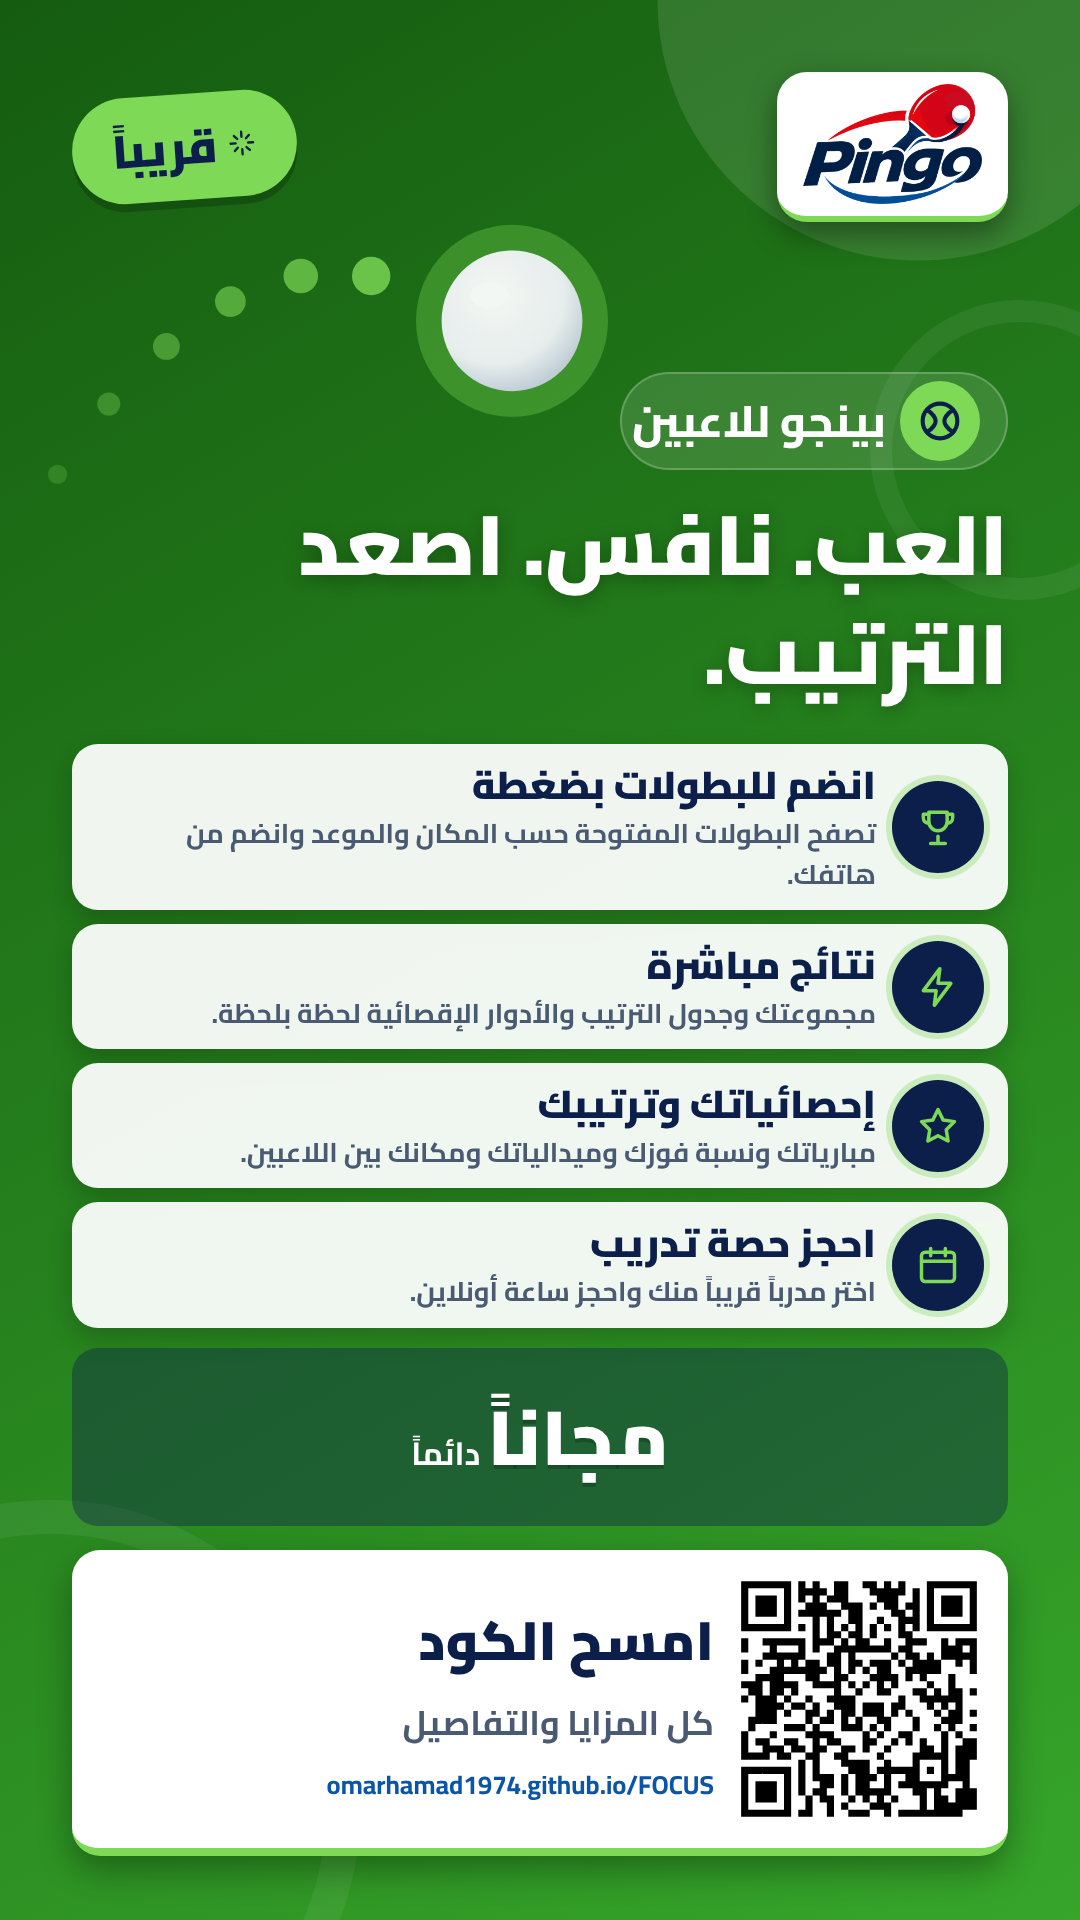 Pingo
قريباً
بينجو للاعبين
العب. نافس. اصعد
الترتيب.
انضم للبطولات بضغطة
تصفح البطولات المفتوحة حسب المكان والموعد وانضم من
هاتفك.
نتائج مباشرة
مجموعتك وجدول الترتيب والأدوار الإقصائية لحظة بلحظة.
إحصائياتك وترتيبك
مبارياتك ونسبة فوزك وميدالياتك ومكانك بين اللاعبين.
احجز حصة تدريب
اختر مدرباً قريباً منك واحجز ساعة أونلاين.
مجاناً دائماً
امسح الكود
كل المزايا والتفاصيل
omarhamad1974.github.io/FOCUS